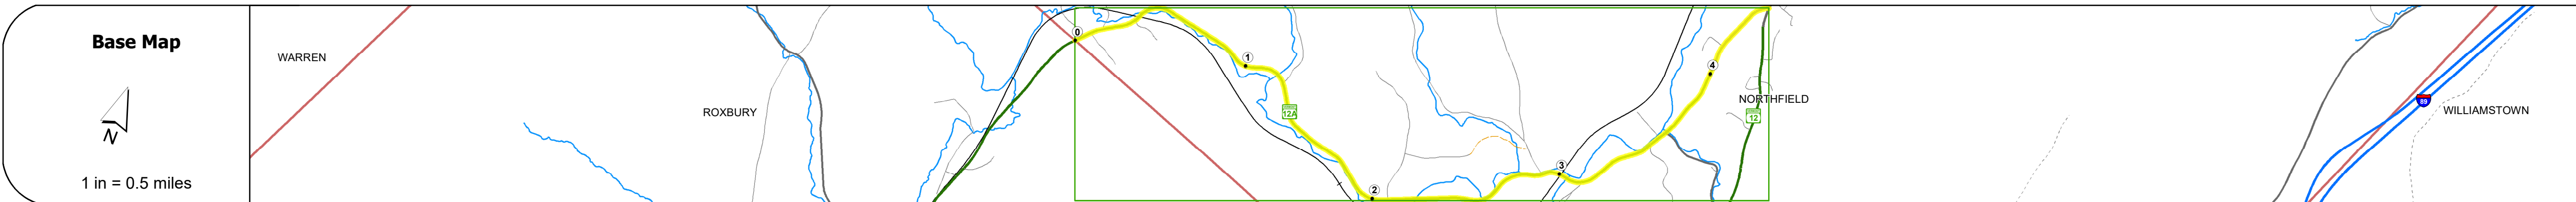 Base Map
N
1 in = 0.5 miles
WARREN
ROXBURY
0
1
12A
2
3
4
NORTHFIELD
12
89
WILLIAMSTOWN